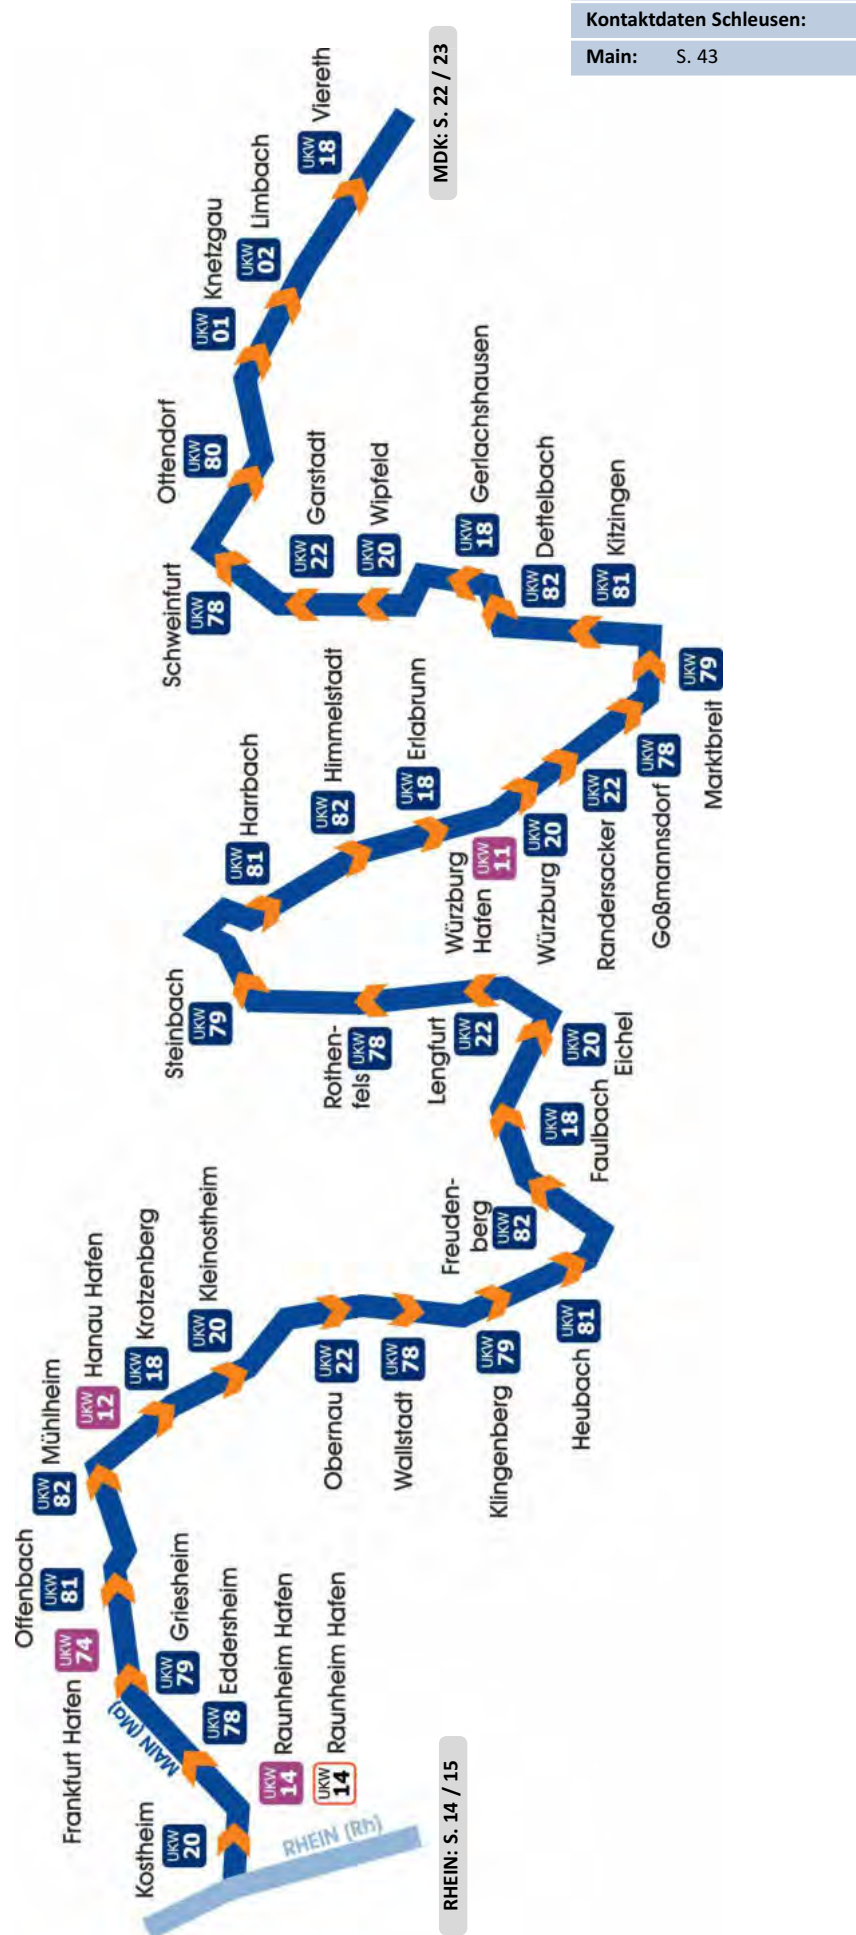 Kontaktdaten Schleusen:
Main: S. 43
MDK: S. 22 / 23
RHEIN: S. 14 / 15
RHEIN (Rh)
MAIN (Ma)
Kostheim
UKW
20
UKW
14
Raunheim Hafen
UKW
14
Raunheim Hafen
UKW
78
Eddersheim
UKW
79
Griesheim
Frankfurt Hafen
UKW
74
Offenbach
UKW
81
UKW
82
Mühlheim
UKW
12
Hanau Hafen
UKW
18
Krotzenberg
UKW
20
Kleinostheim
UKW
22
Obernau
UKW
78
Wallstadt
UKW
79
Klingenberg
UKW
81
Heubach
Freuden-
berg
UKW
82
UKW
18
Faulbach
UKW
20
Eichel
Lengfurt
UKW
22
Rothen-
fels
UKW
78
Steinbach
UKW
79
UKW
81
Harrbach
UKW
82
Himmelstadt
UKW
18
Erlabrunn
Würzburg
Hafen
UKW
11
UKW
20
Würzburg
UKW
22
Randersacker
UKW
78
Goßmannsdorf
UKW
79
Marktbreit
UKW
81
Kitzingen
UKW
82
Dettelbach
UKW
18
Gerlachshausen
UKW
20
Wipfeld
UKW
22
Garstadt
Schweinfurt
UKW
78
Ottendorf
UKW
80
UKW
01
Knetzgau
UKW
02
Limbach
UKW
18
Viereth